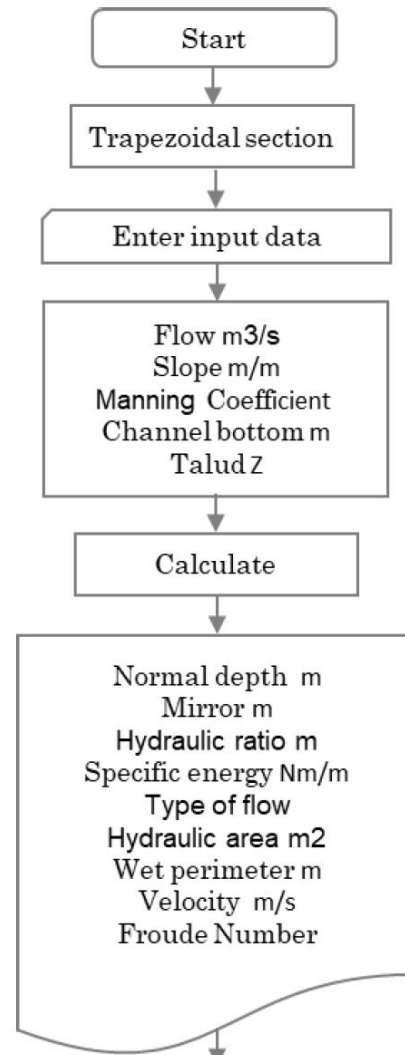 Start
Trapezoidal section
Enter input data
Flow m3/s
Slope m/m
Manning Coefficient
Channel bottom m
Talud Z
Calculate
Normal depth m
Mirror m
Hydraulic ratio m
Specific energy Nm/m
Type of flow
Hydraulic area m2
Wet perimeter m
Velocity m/s
Froude Number